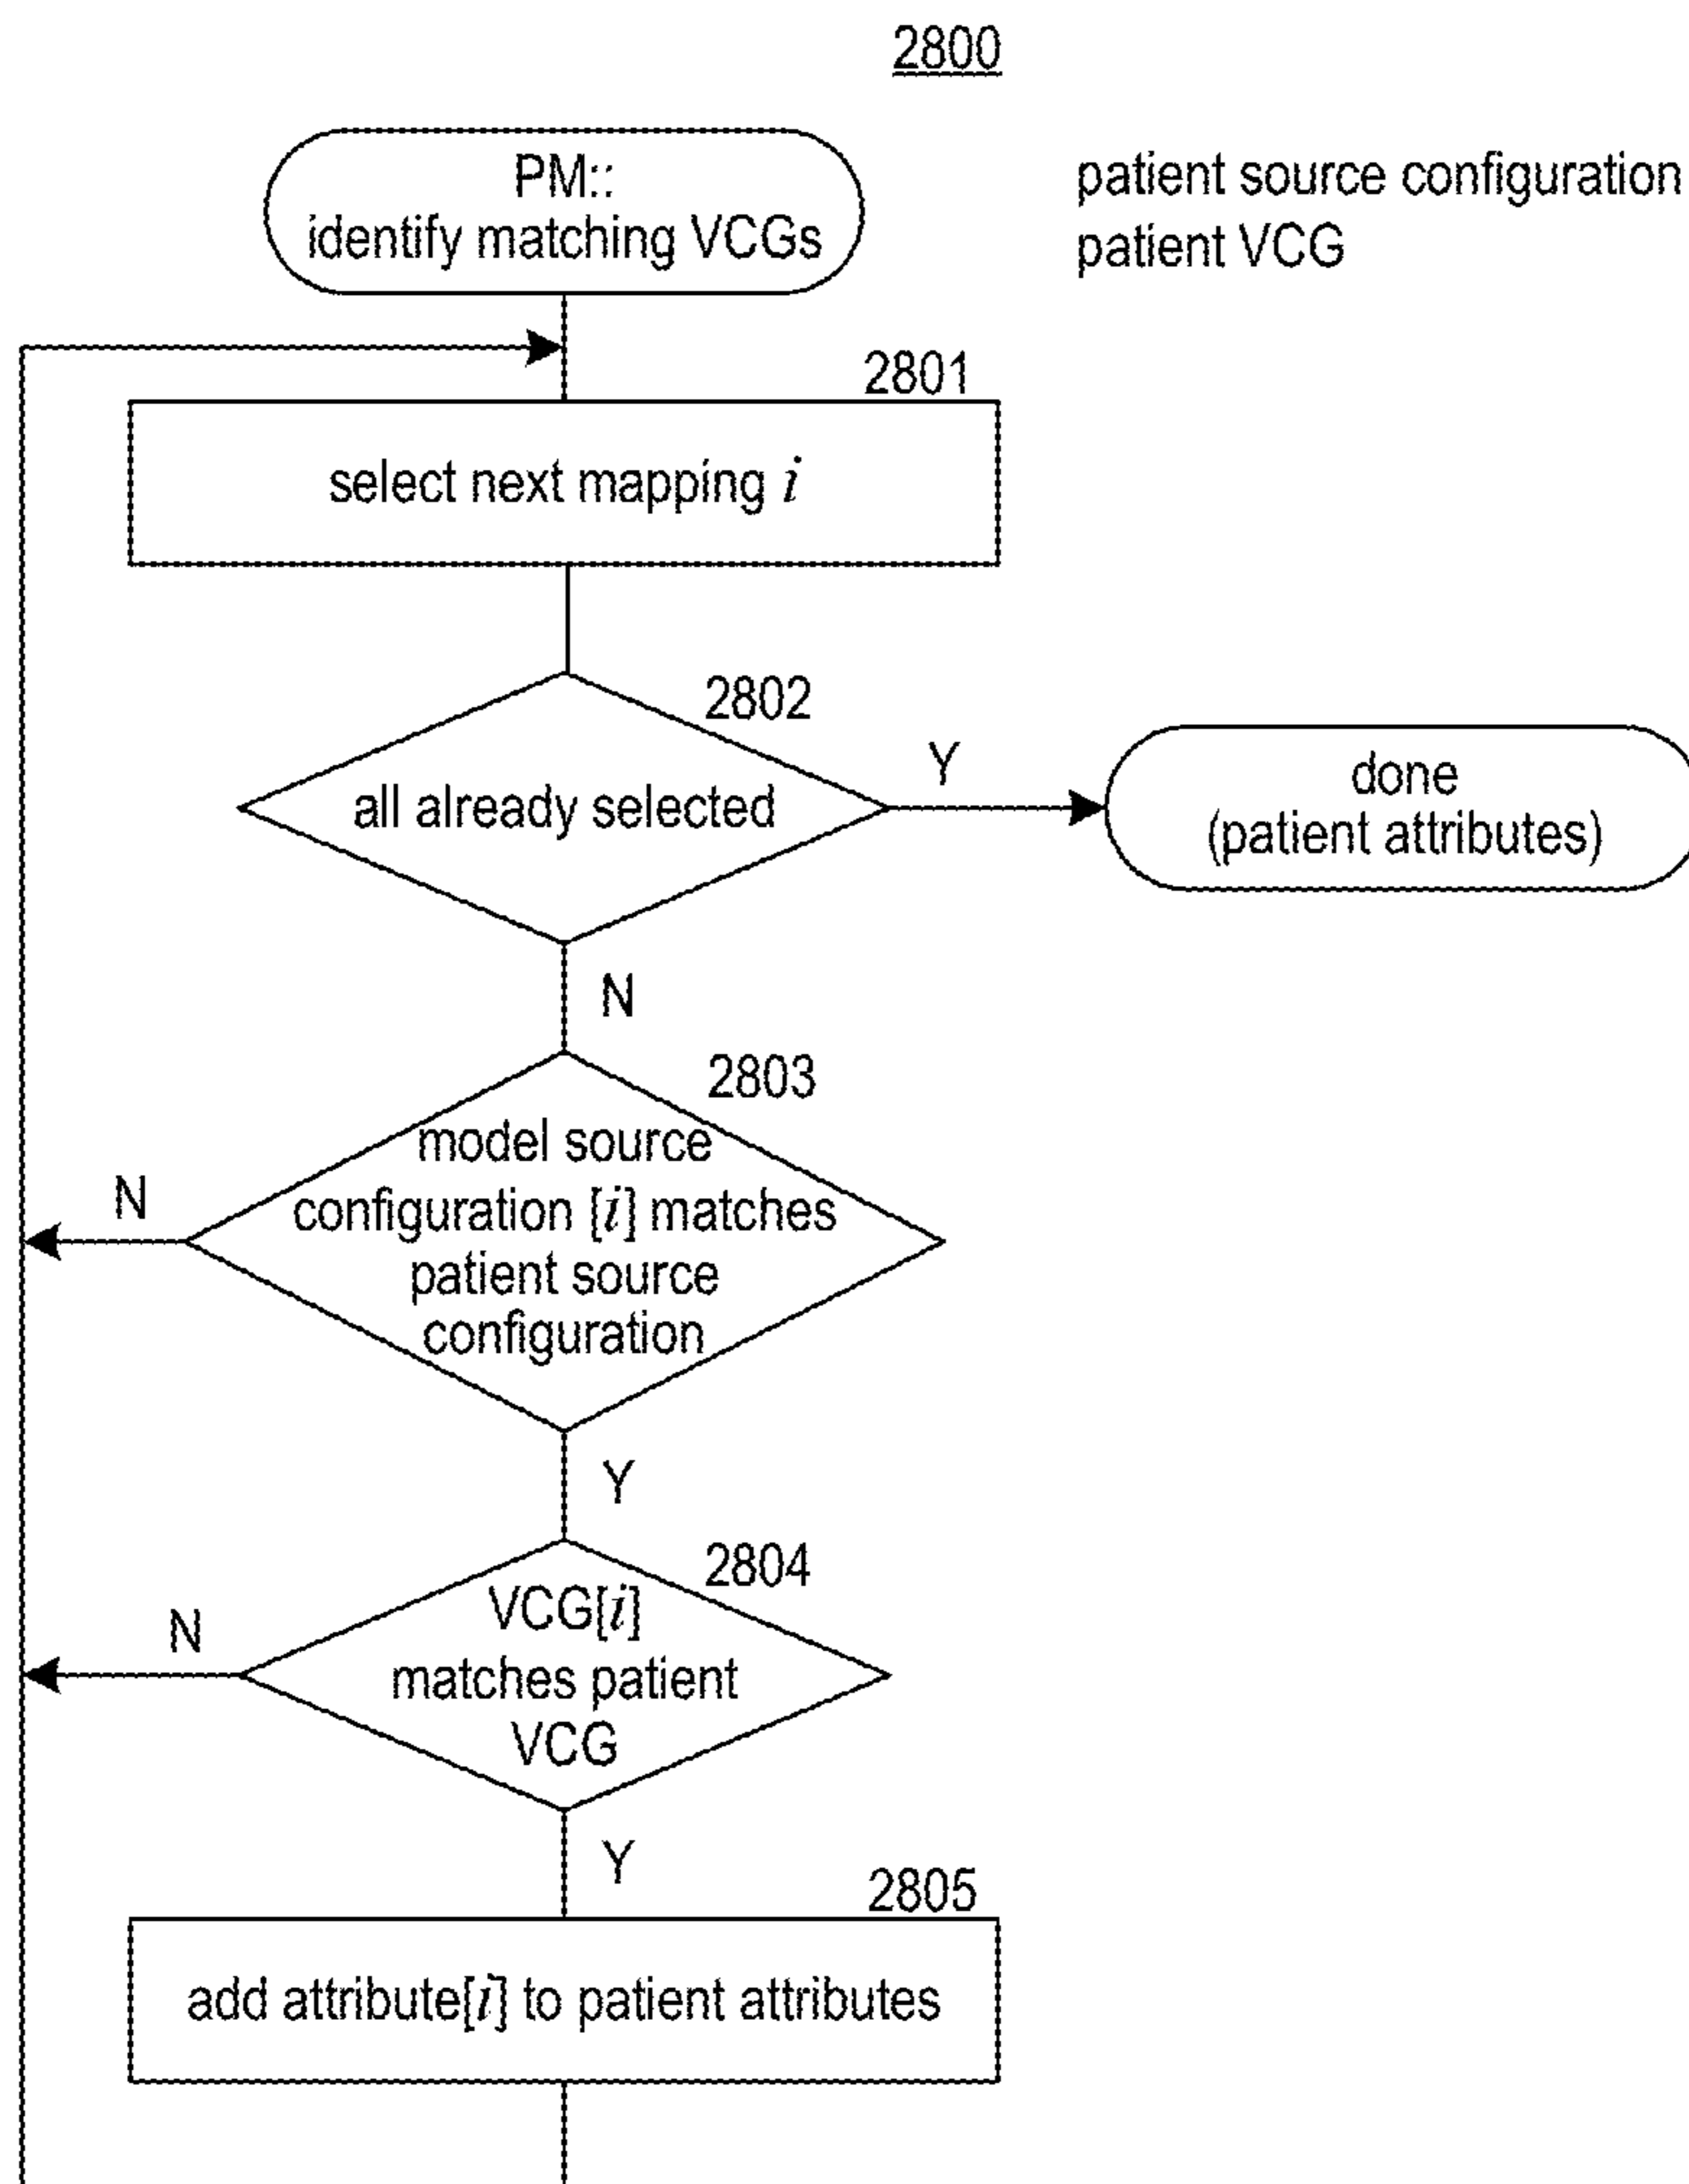 2800
PM::
identify matching VCGs
patient source configuration
patient VCG
2801
select next mapping i
2802
all already selected
Y
done
(patient attributes)
N
2803
model source
configuration [i] matches
patient source
configuration
N
Y
2804
VCG[i]
matches patient
VCG
N
Y
2805
add attribute[i] to patient attributes